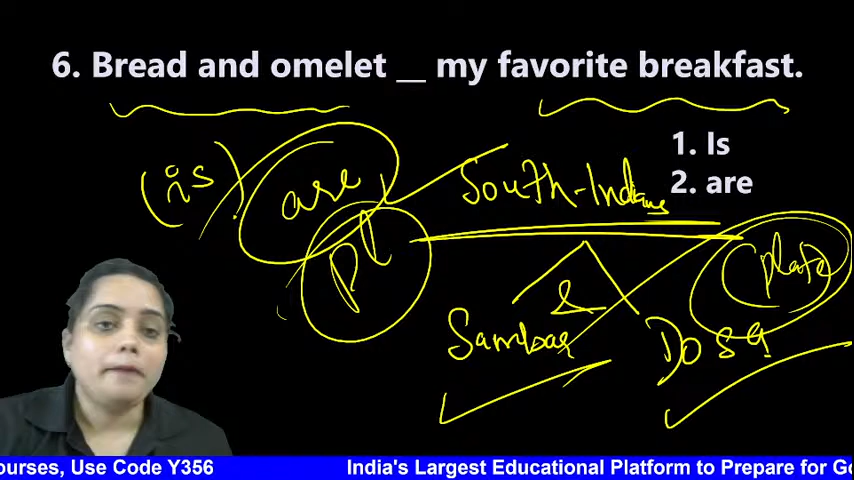 6. Bread and omelet __ my favorite breakfast.
1. Is
2. are
(is) are South-Indians
Pl plate
&
Sambar Dosa
ourses, Use Code Y356 India's Largest Educational Platform to Prepare for Go